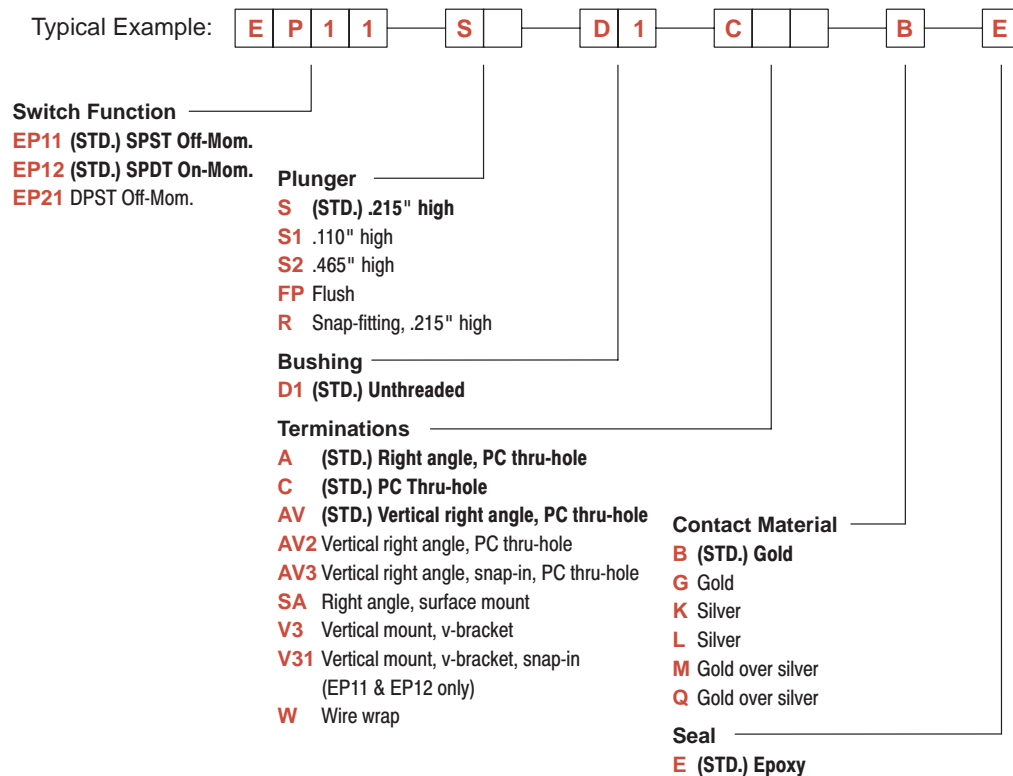 Typical Example: E P 1 1 S D 1 C B E
Switch Function
EP11 (STD.) SPST Off-Mom.
EP12 (STD.) SPDT On-Mom.
EP21 DPST Off-Mom.
Plunger
S (STD.) .215" high
S1 .110" high
S2 .465" high
FP Flush
R Snap-fitting, .215" high
Bushing
D1 (STD.) Unthreaded
Terminations
A (STD.) Right angle, PC thru-hole
C (STD.) PC Thru-hole
AV (STD.) Vertical right angle, PC thru-hole
AV2 Vertical right angle, PC thru-hole
AV3 Vertical right angle, snap-in, PC thru-hole
SA Right angle, surface mount
V3 Vertical mount, v-bracket
V31 Vertical mount, v-bracket, snap-in
(EP11 & EP12 only)
W Wire wrap
Contact Material
B (STD.) Gold
G Gold
K Silver
L Silver
M Gold over silver
Q Gold over silver
Seal
E (STD.) Epoxy